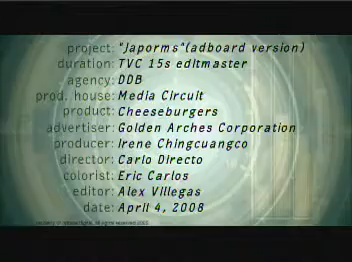 project: "Japorms"(adboard version)
duration: TVC 15s editmaster
agency: DDB
prod. house: Media Circuit
product: Cheeseburgers
advertiser: Golden Arches Corporation
producer: Irene Chingcuangco
director: Carlo Directo
colorist: Eric Carlos
editor: Alex Villegas
date: April 4, 2008